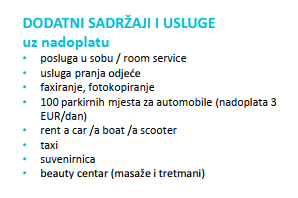 DODATNI SADRŽAJI I USLUGE
uz nadoplatu
• posluga u sobu / room service
• usluga pranja odjeće
• faxiranje, fotokopiranje
• 100 parkirnih mjesta za automobile (nadoplata 3
EUR/dan)
• rent a car /a boat /a scooter
• taxi
• suvenirnica
• beauty centar (masaže i tretmani)